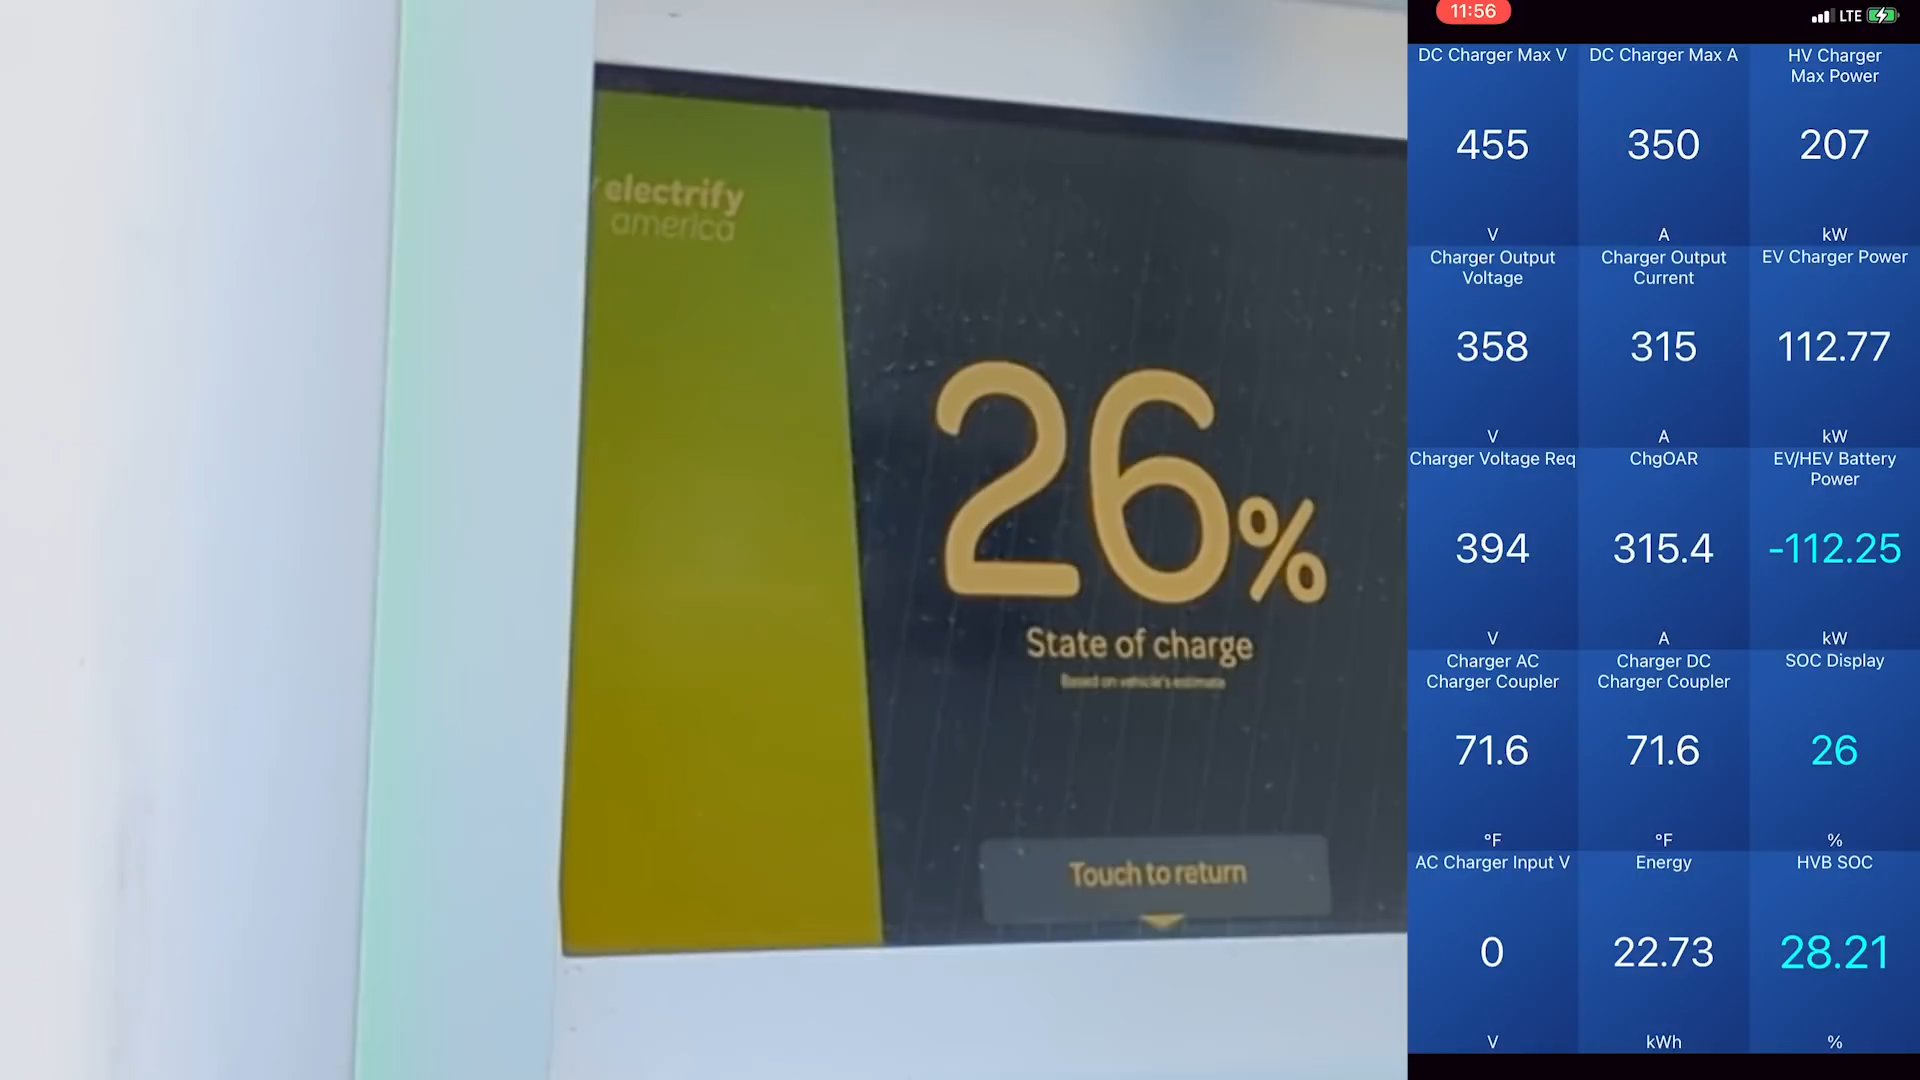 electrify
america
26%
State of charge
Based on vehicle's estimate
Touch to return
11:56
LTE
DC Charger Max V
DC Charger Max A
HV Charger
Max Power
455
350
207
V
A
kW
Charger Output
Voltage
Charger Output
Current
EV Charger Power
358
315
112.77
V
A
kW
Charger Voltage Req
ChgOAR
EV/HEV Battery
Power
394
315.4
-112.25
V
A
kW
Charger AC
Charger Coupler
Charger DC
Charger Coupler
SOC Display
71.6
71.6
26
°F
°F
%
AC Charger Input V
Energy
HVB SOC
0
22.73
28.21
V
kWh
%